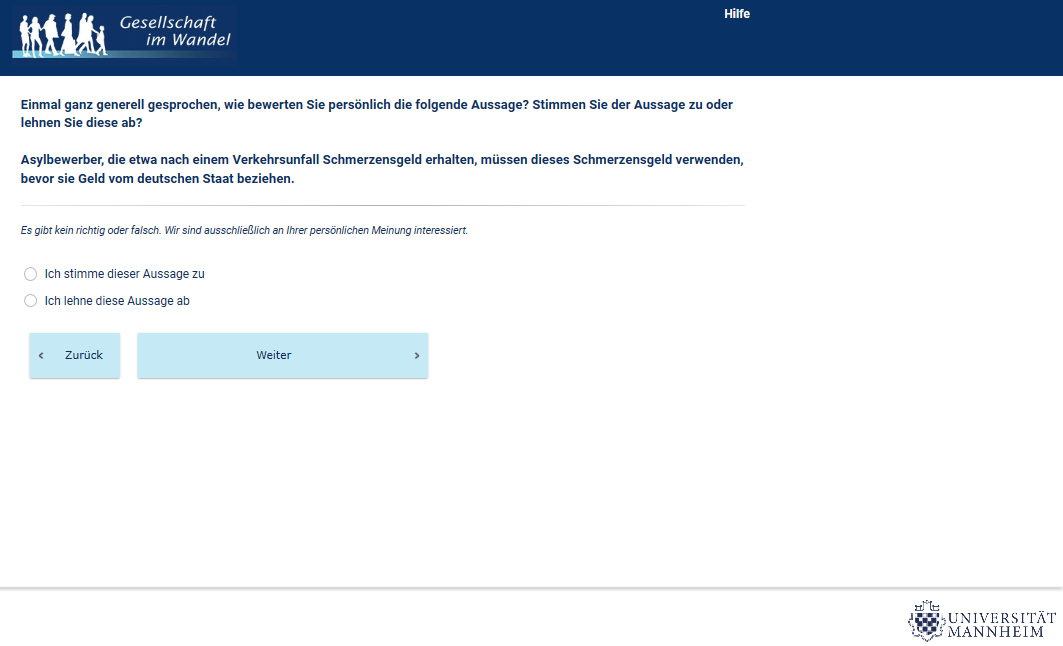 Gesellschaft
im Wandel
Hilfe
Einmal ganz generell gesprochen, wie bewerten Sie persönlich die folgende Aussage? Stimmen Sie der Aussage zu oder
lehnen Sie diese ab?
Asylbewerber, die etwa nach einem Verkehrsunfall Schmerzensgeld erhalten, müssen dieses Schmerzensgeld verwenden,
bevor sie Geld vom deutschen Staat beziehen.
Es gibt kein richtig oder falsch. Wir sind ausschließlich an Ihrer persönlichen Meinung interessiert.
Ich stimme dieser Aussage zu
Ich lehne diese Aussage ab
‹ Zurück
Weiter ›
UNIVERSITÄT
MANNHEIM